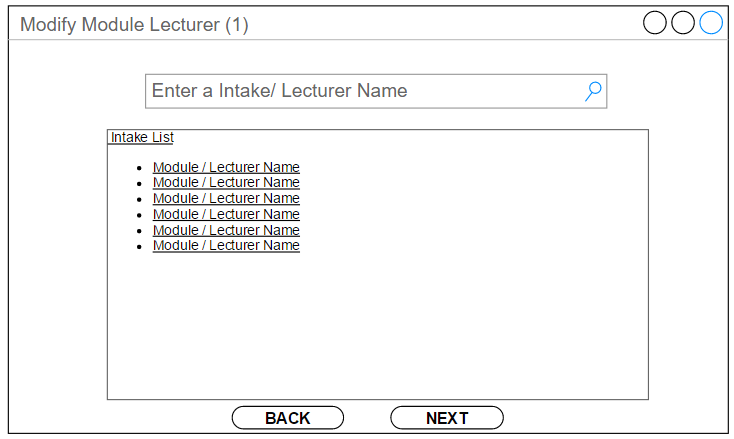 Modify Module Lecturer (1)
Enter a Intake/ Lecturer Name
Intake List
Module / Lecturer Name
Module / Lecturer Name
Module / Lecturer Name
Module / Lecturer Name
Module / Lecturer Name
Module / Lecturer Name
BACK NEXT